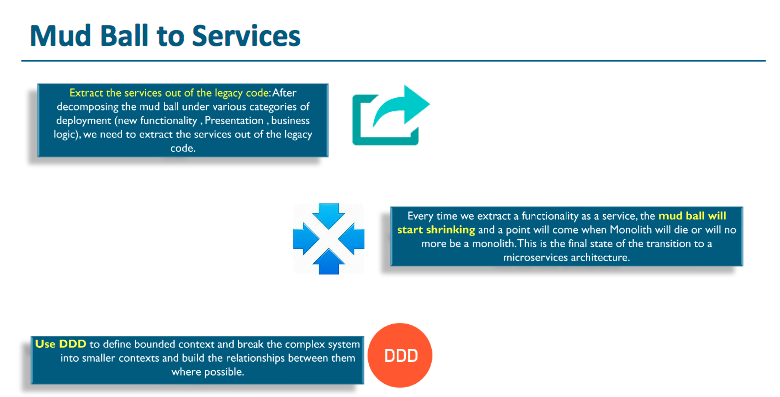 Mud Ball to Services
Extract the services out of the legacy code: After
decomposing the mud ball under various categories of
deployment (new functionality , Presentation , business
logic), we need to extract the services out of the legacy
code.
Every time we extract a functionality as a service, the mud ball will
start shrinking and a point will come when Monolith will die or will no
more be a monolith. This is the final state of the transition to a
microservices architecture.
Use DDD to define bounded context and break the complex system
into smaller contexts and build the relationships between them
where possible.
DDD